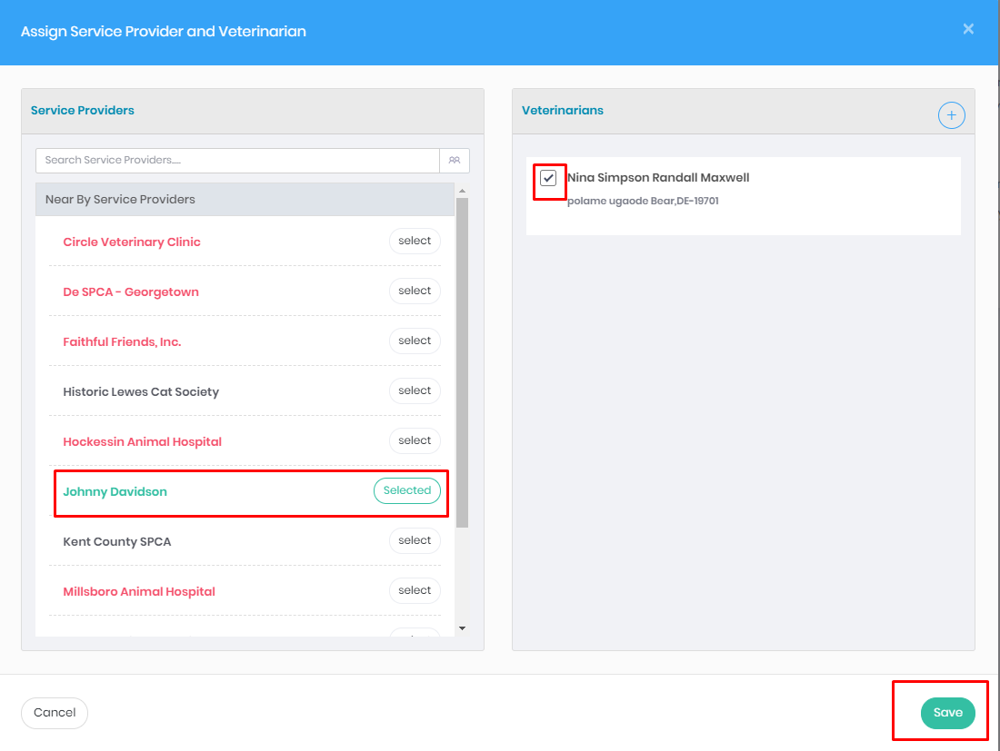 Assign Service Provider and Veterinarian
×
Service Providers
Search Service Providers.....
Near By Service Providers
Circle Veterinary Clinic select
De SPCA - Georgetown select
Faithful Friends, Inc. select
Historic Lewes Cat Society select
Hockessin Animal Hospital select
Johnny Davidson Selected
Kent County SPCA select
Millsboro Animal Hospital select
Veterinarians
+
Nina Simpson Randall Maxwell
polame ugaode Bear,DE-19701
Cancel
Save